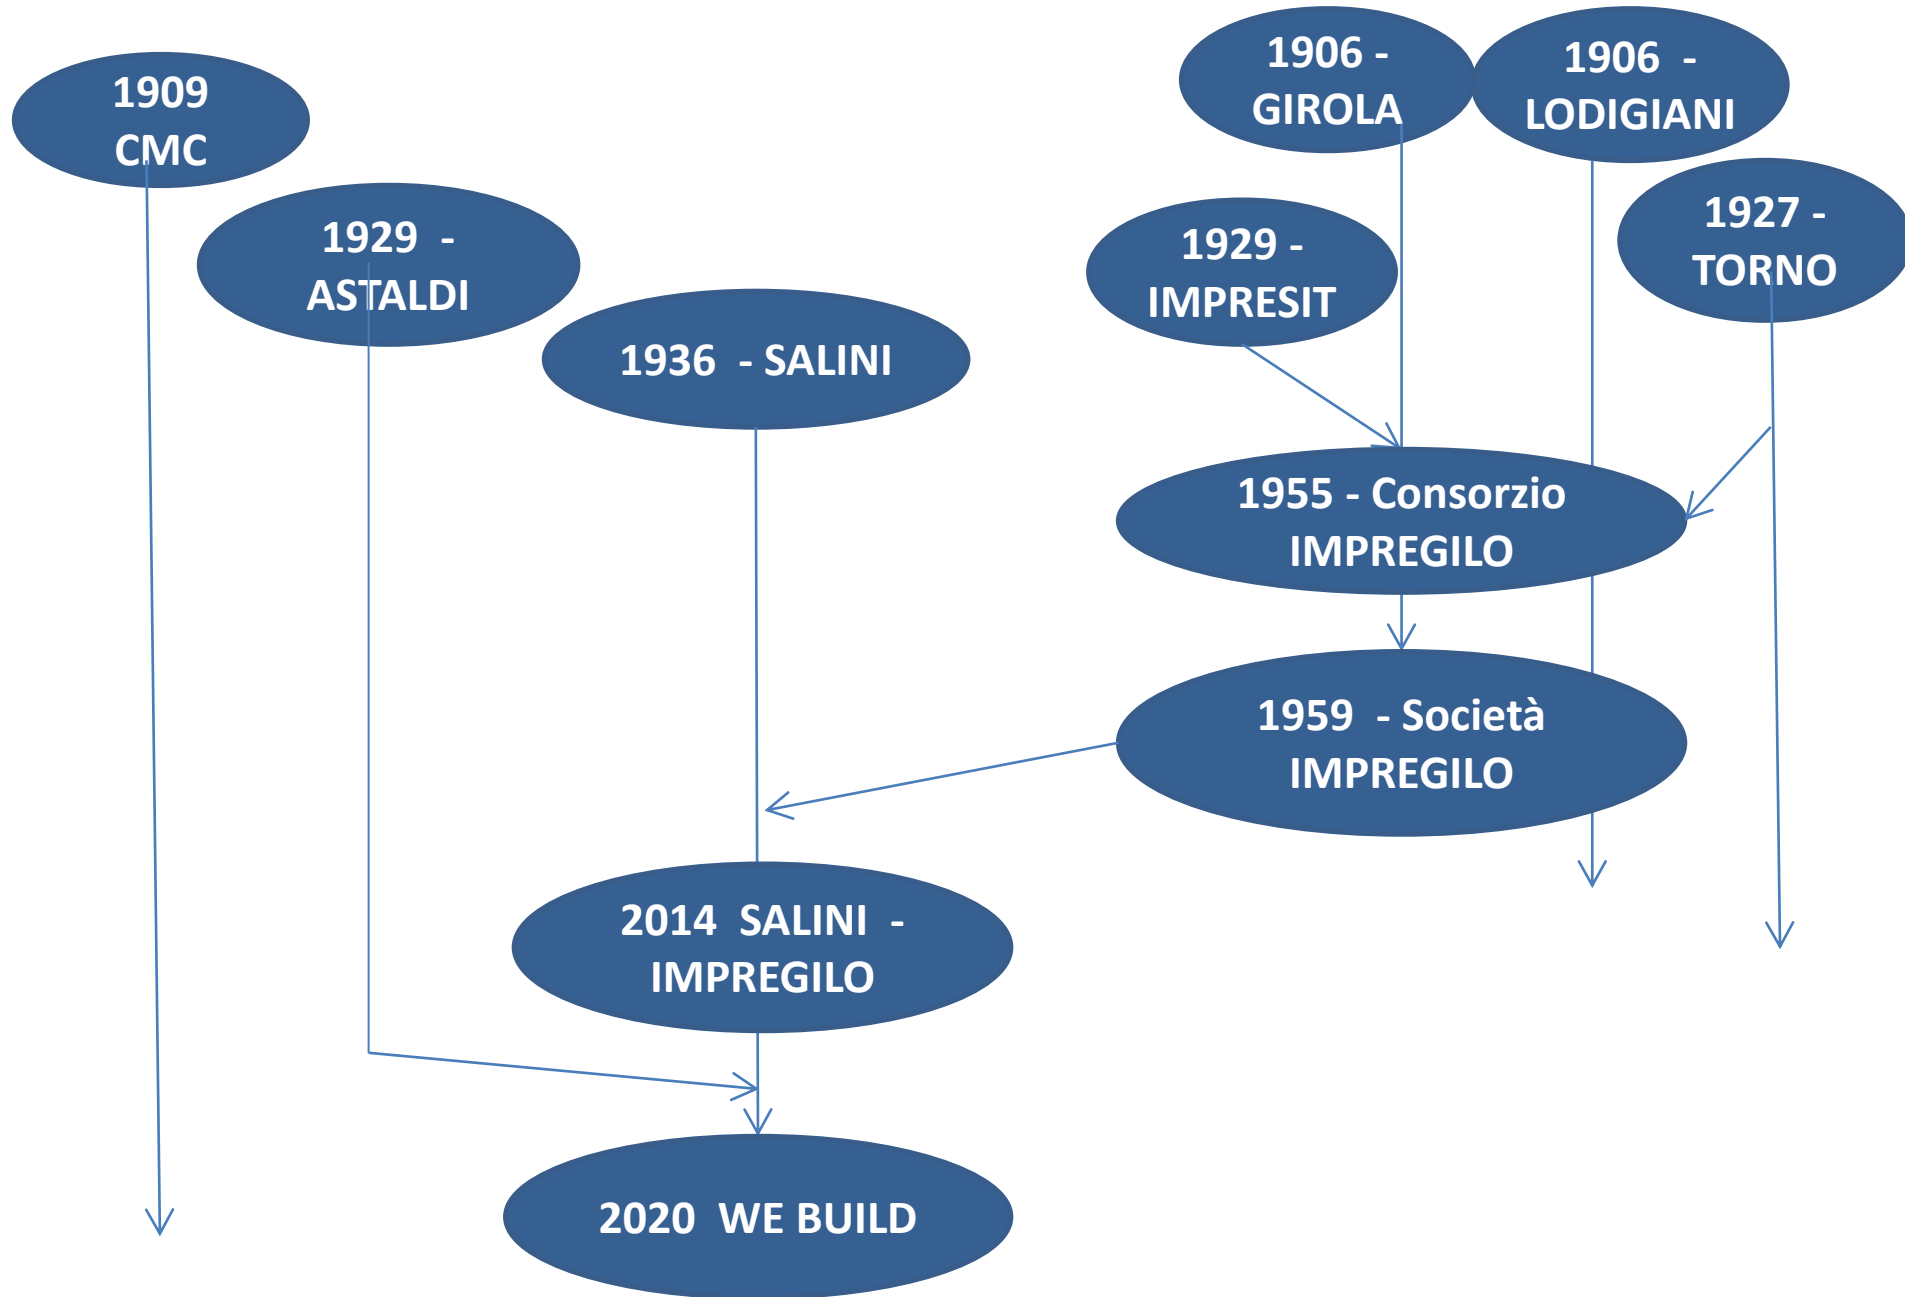 1906 -
GIROLA
1906 -
LODIGIANI
1909
CMC
1929 -
ASTALDI
1929 -
IMPRESIT
1927 -
TORNO
1936 - SALINI
1955 - Consorzio
IMPREGILO
1959 - Società
IMPREGILO
2014 SALINI -
IMPREGILO
2020 WE BUILD